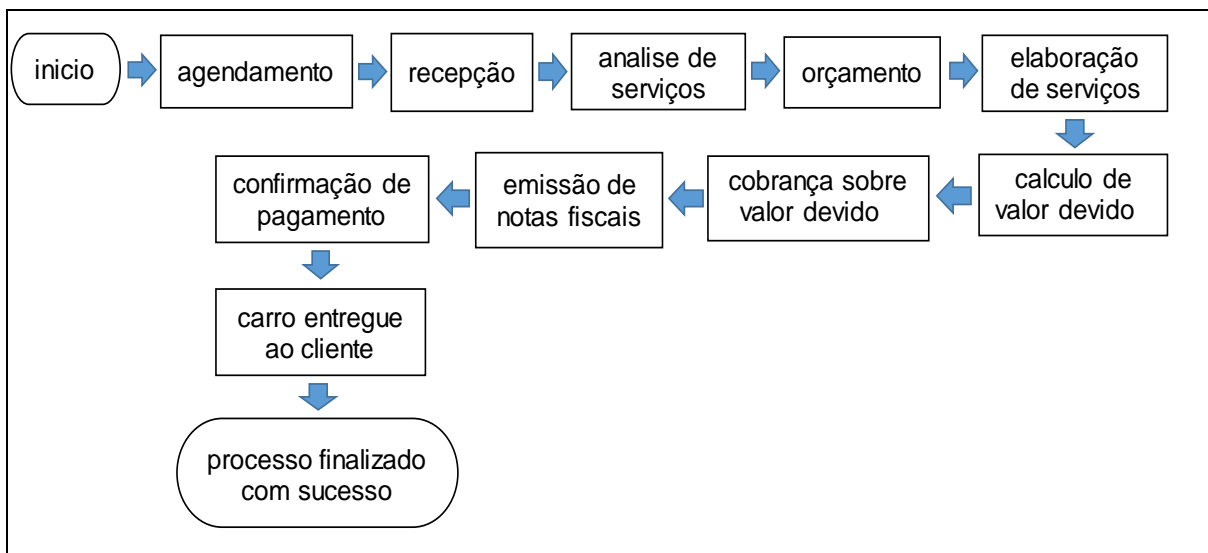 inicio
agendamento
recepção
analise de
serviços
orçamento
elaboração
de serviços
calculo de
valor devido
cobrança sobre
valor devido
emissão de
notas fiscais
confirmação de
pagamento
carro entregue
ao cliente
processo finalizado
com sucesso